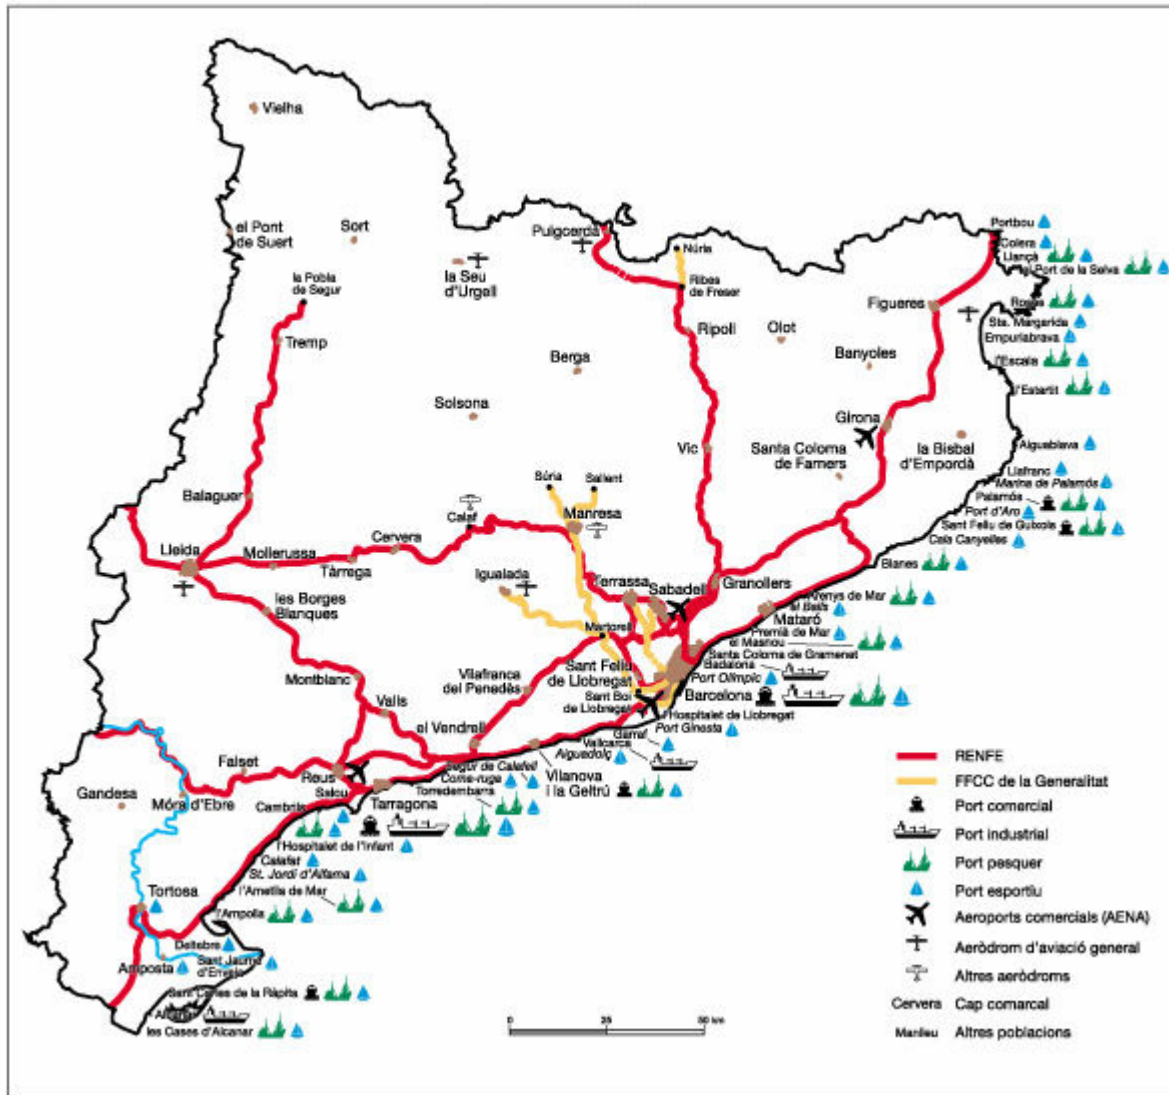 Vielha
el Pont
de Suert
Sort
la Seu
d'Urgell
Puigcerdà
Núria
Ribes
de Freser
Portbou
Colera
Llançà
el Port de la Selva
la Pobla
de Segur
Figueres
Roses
Sta. Margarida
Empuriabrava
Tremp
Ripoll
Olot
Berga
Banyoles
l'Escala
l'Estartit
Solsona
Girona
Vic
Santa Coloma
de Farners
la Bisbal
d'Empordà
Aiguablava
Llafranc
Marina de Palamós
Súria
Sallent
Balaguer
Palamós
Port d'Aro
Sant Feliu de Guíxols
Cala Canyelles
Calaf
Manresa
Cervera
Lleida
Mollerussa
Tàrrega
Igualada
Terrassa
Sabadell
Granollers
Blanes
Arenys de Mar
el Balís
les Borges
Blanques
Mataró
Martorell
Premià de Mar
el Masnou
Santa Coloma de Gramenet
Sant Feliu
de Llobregat
Badalona
Port Olímpic
Montblanc
Vilafranca
del Penedès
Sant Boi
de Llobregat
Barcelona
Valls
l'Hospitalet de Llobregat
Port Ginesta
el Vendrell
Garraf
Vallcarca
Aiguadolç
Falset
Reus
Segur de Calafell
Coma-ruga
Vilanova
i la Geltrú
RENFE
Salou
Torredembarra
FFCC de la Generalitat
Gandesa
Móra d'Ebre
Cambrils
Tarragona
Port comercial
Port industrial
l'Hospitalet de l'Infant
Calafat
Port pesquer
St. Jordi d'Alfama
l'Ametlla de Mar
Port esportiu
Tortosa
l'Ampolla
Aeroports comercials (AENA)
Deltebre
Aeròdrom d'aviació general
Amposta
Sant Jaume
d'Enveja
Altres aeròdroms
Sant Carles de la Ràpita
Cervera Cap comarcal
Alcanar
les Cases d'Alcanar
0 25 50 km
Manlleu Altres poblacions